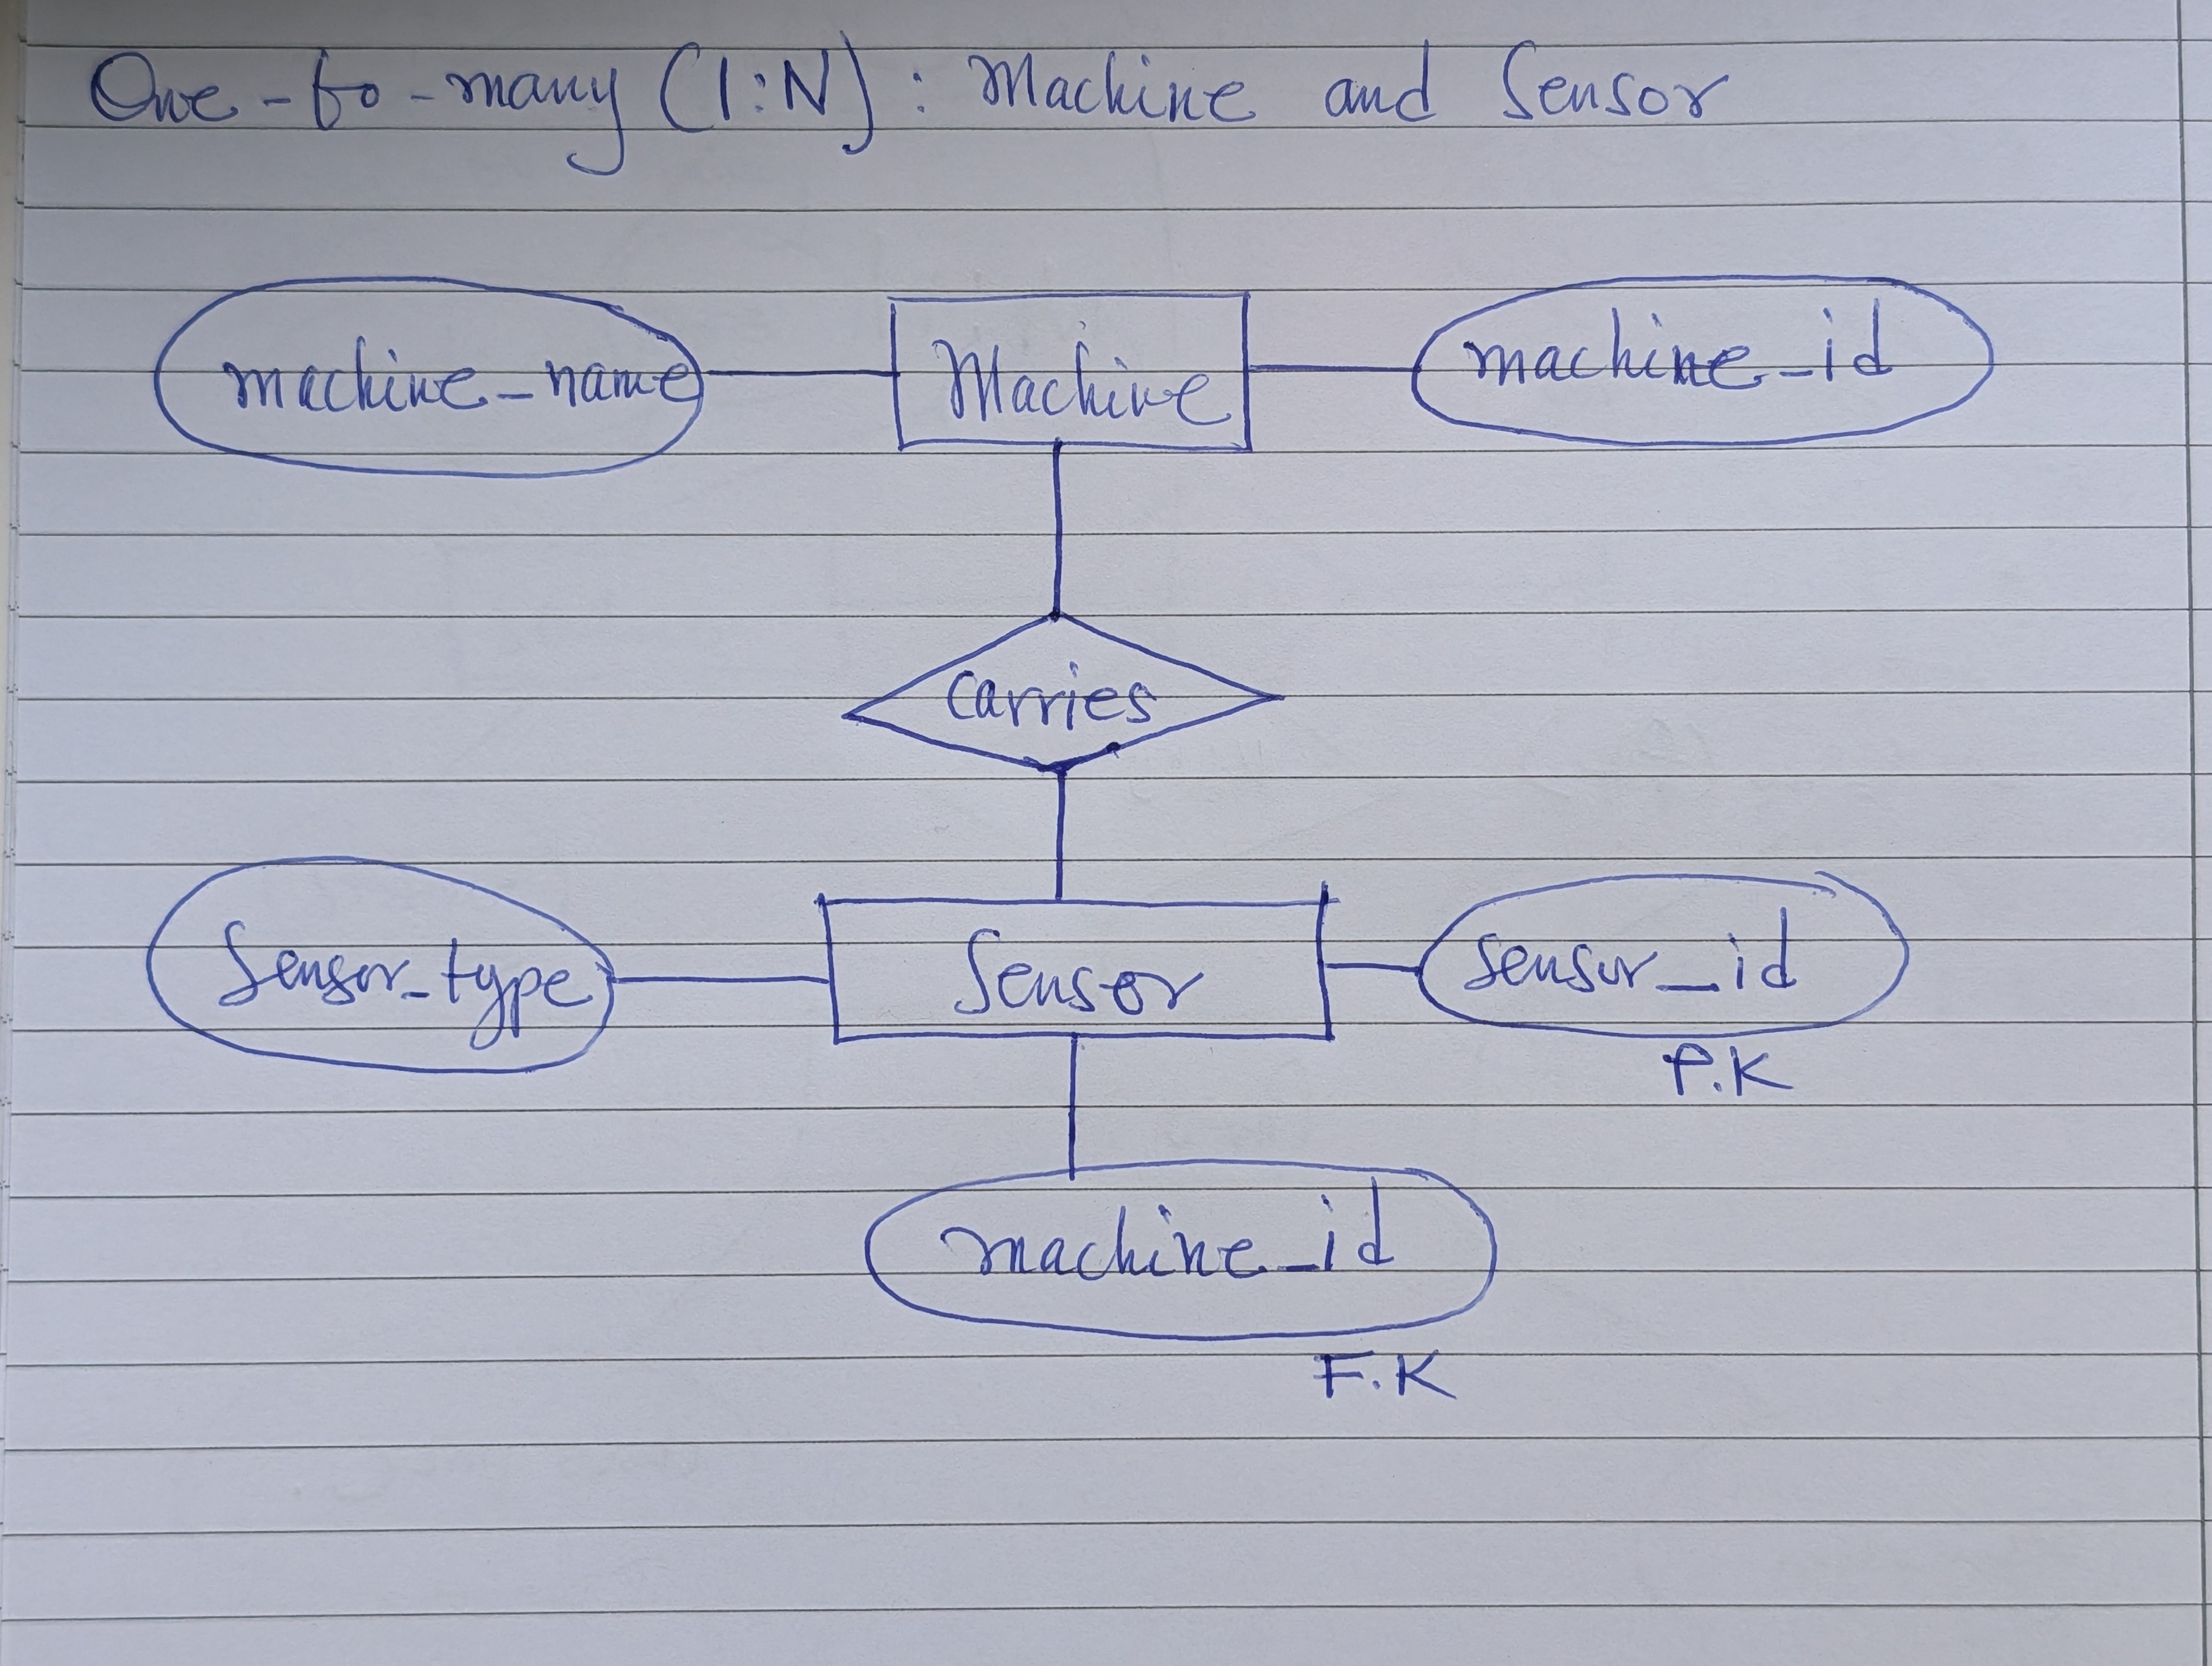 One-to-many (1:N): Machine and Sensor
machine_name Machine machine_id
carries
Sensor_type Sensor sensor_id
P.K
machine_id
F.K